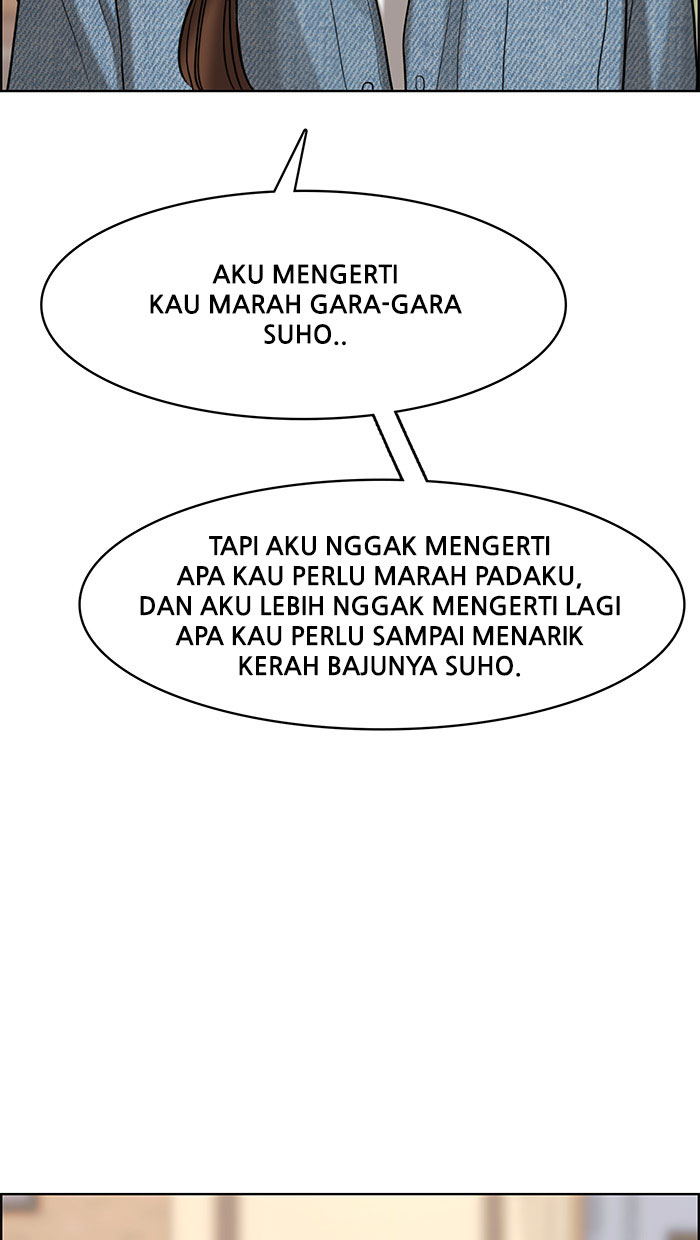 AKU MENGERTI
KAU MARAH GARA-GARA
SUHO..
TAPI AKU NGGAK MENGERTI
APA KAU PERLU MARAH PADAKU,
DAN AKU LEBIH NGGAK MENGERTI LAGI
APA KAU PERLU SAMPAI MENARIK
KERAH BAJUNYA SUHO.